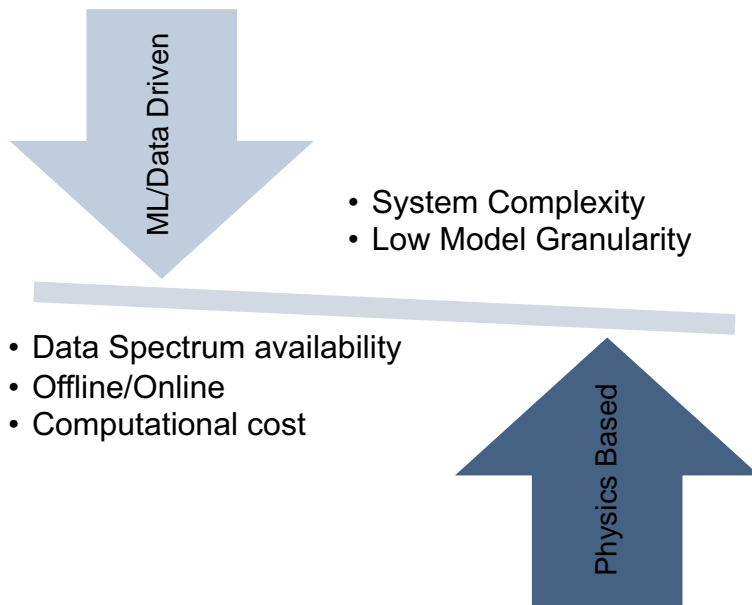 ML/Data Driven
• System Complexity
• Low Model Granularity
• Data Spectrum availability
• Offline/Online
• Computational cost
Physics Based